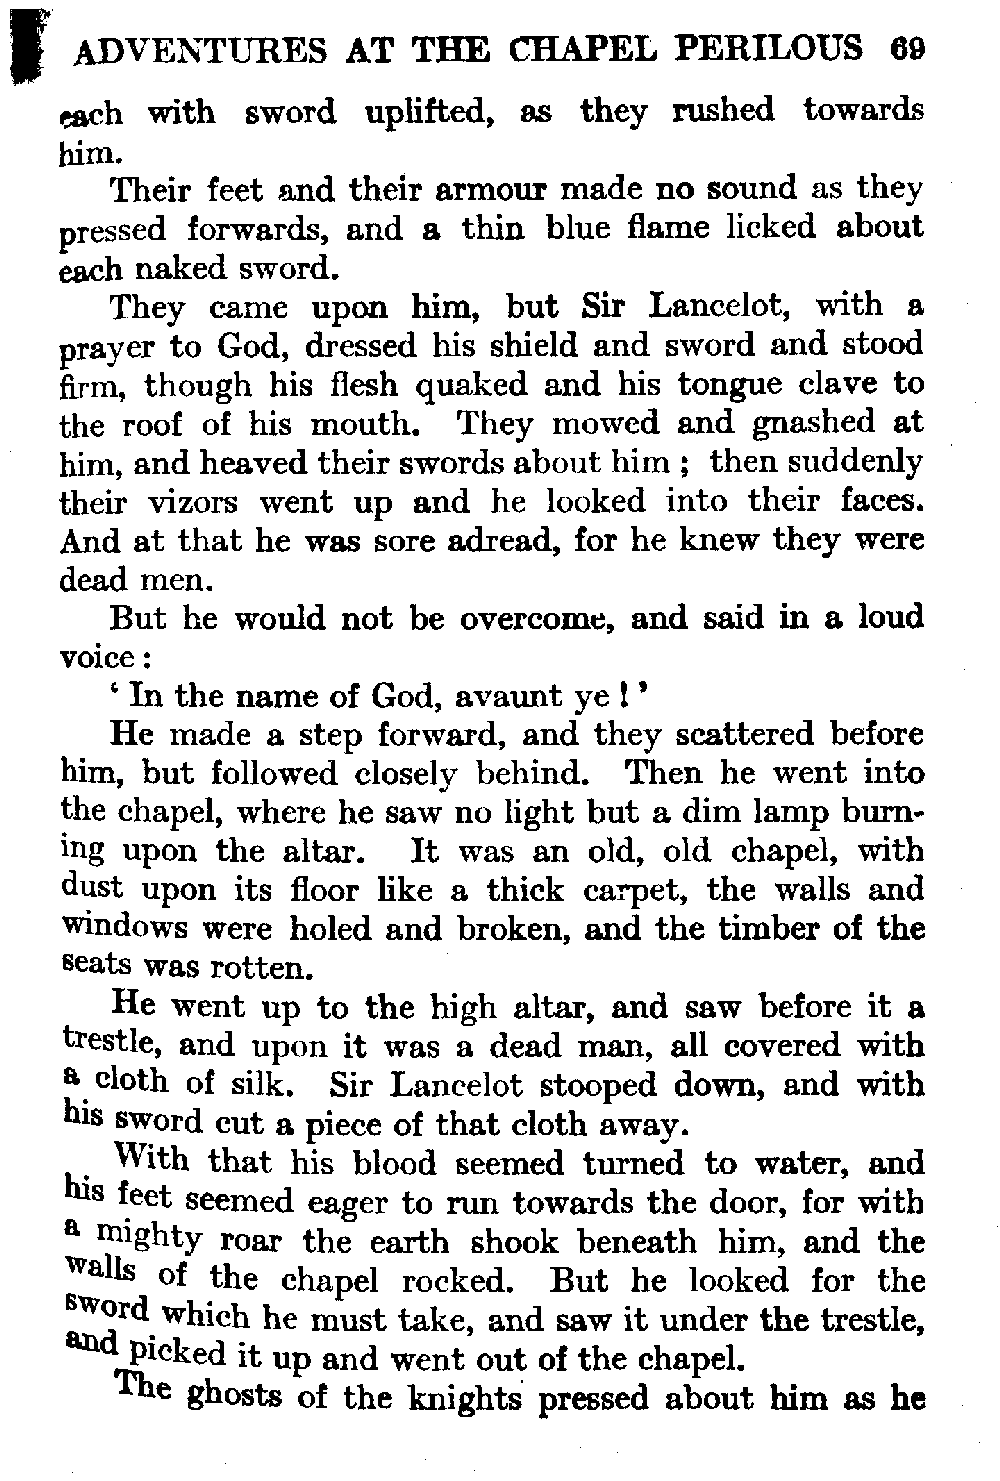 ADVENTURES AT THE CHAPEL PERILOUS 69
each with sword uplifted, as they rushed towards
him.
Their feet and their armour made no sound as they
pressed forwards, and a thin blue flame licked about
each naked sword.
They came upon him, but Sir Lancelot, with a
prayer to God, dressed his shield and sword and stood
firm, though his flesh quaked and his tongue clave to
the roof of his mouth. They mowed and gnashed at
him, and heaved their swords about him ; then suddenly
their vizors went up and he looked into their faces.
And at that he was sore adread, for he knew they were
dead men.
But he would not be overcome, and said in a loud
voice :
‘ In the name of God, avaunt ye ! ’
He made a step forward, and they scattered before
him, but followed closely behind. Then he went into
the chapel, where he saw no light but a dim lamp burn-
ing upon the altar. It was an old, old chapel, with
dust upon its floor like a thick carpet, the walls and
windows were holed and broken, and the timber of the
seats was rotten.
He went up to the high altar, and saw before it a
trestle, and upon it was a dead man, all covered with
a cloth of silk. Sir Lancelot stooped down, and with
his sword cut a piece of that cloth away.
With that his blood seemed turned to water, and
his feet seemed eager to run towards the door, for with
a mighty roar the earth shook beneath him, and the
walls of the chapel rocked. But he looked for the
sword which he must take, and saw it under the trestle,
and picked it up and went out of the chapel.
The ghosts of the knights pressed about him as he